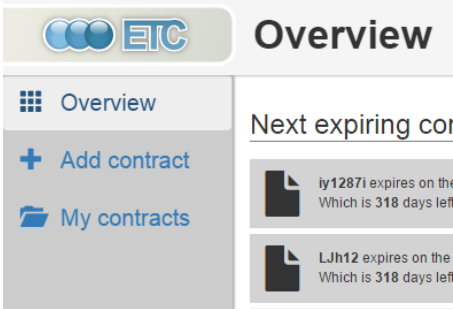 ETC
Overview
Overview
Add contract
My contracts
Next expiring cor
iy1287i expires on the
Which is 318 days left
LJh12 expires on the
Which is 318 days left